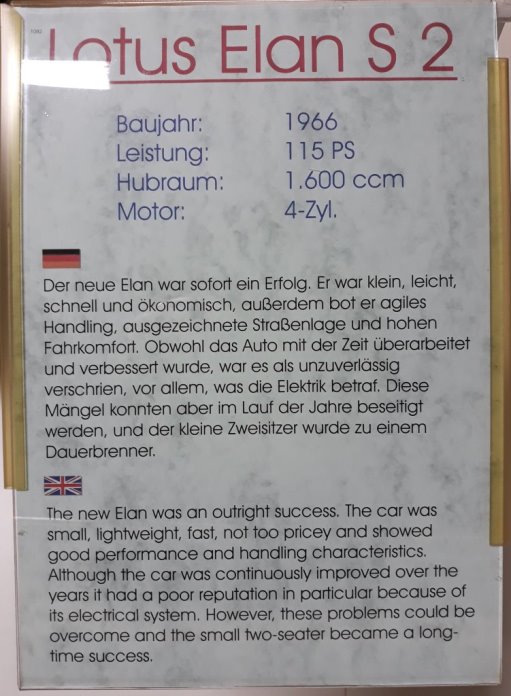 1082
Lotus Elan S 2
Baujahr: 1966
Leistung: 115 PS
Hubraum: 1.600 ccm
Motor: 4-Zyl.
Der neue Elan war sofort ein Erfolg. Er war klein, leicht,
schnell und ökonomisch, außerdem bot er agiles
Handling, ausgezeichnete Straßenlage und hohen
Fahrkomfort. Obwohl das Auto mit der Zeit überarbeitet
und verbessert wurde, war es als unzuverlässig
verschrien, vor allem, was die Elektrik betraf. Diese
Mängel konnten aber im Lauf der Jahre beseitigt
werden, und der kleine Zweisitzer wurde zu einem
Dauerbrenner.
The new Elan was an outright success. The car was
small, lightweight, fast, not too pricey and showed
good performance and handling characteristics.
Although the car was continuously improved over the
years it had a poor reputation in particular because of
its electrical system. However, these problems could be
overcome and the small two-seater became a long-
time success.